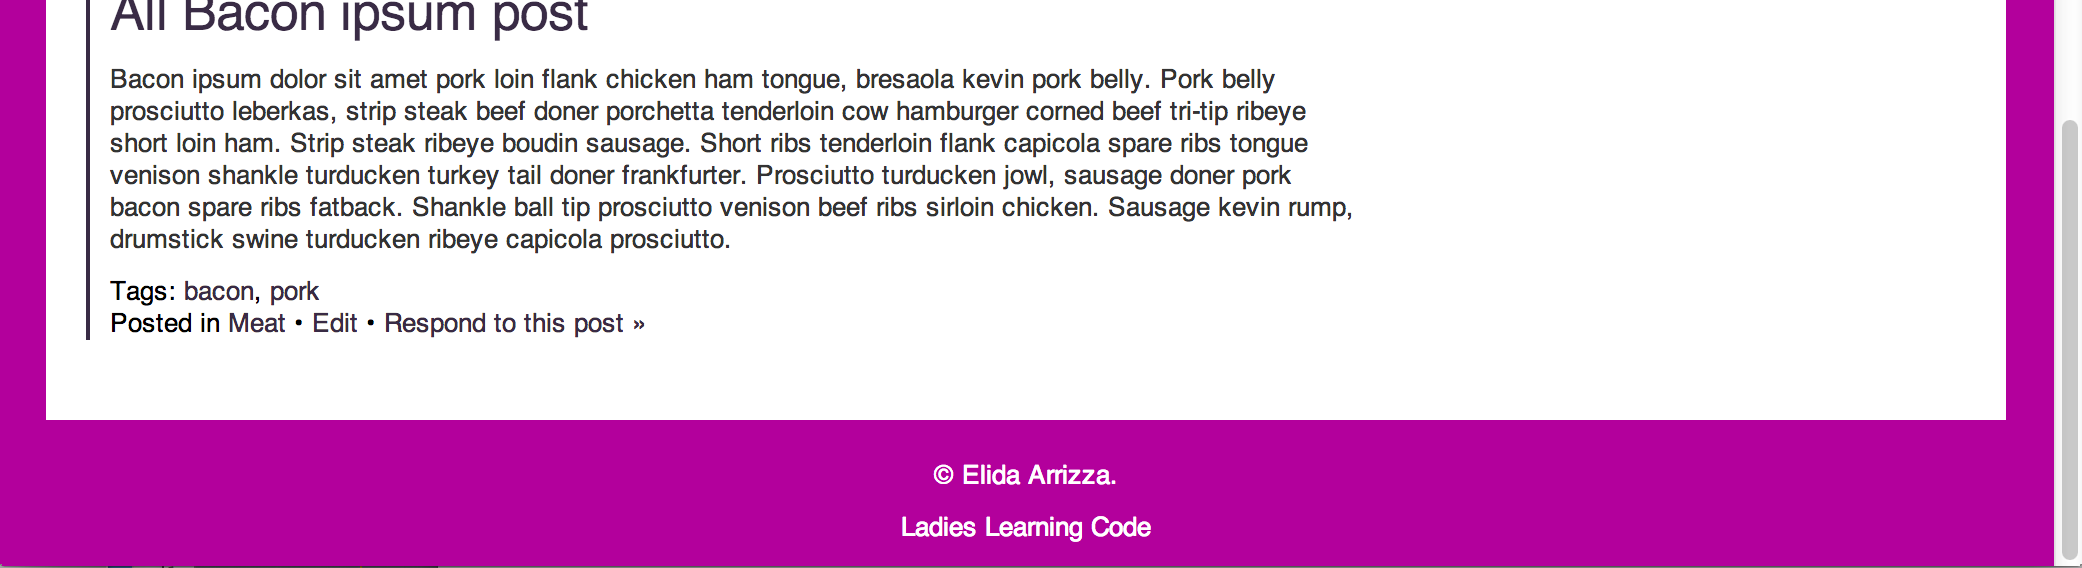 All Bacon ipsum post
Bacon ipsum dolor sit amet pork loin flank chicken ham tongue, bresaola kevin pork belly. Pork belly
prosciutto leberkas, strip steak beef doner porchetta tenderloin cow hamburger corned beef tri-tip ribeye
short loin ham. Strip steak ribeye boudin sausage. Short ribs tenderloin flank capicola spare ribs tongue
venison shankle turducken turkey tail doner frankfurter. Prosciutto turducken jowl, sausage doner pork
bacon spare ribs fatback. Shankle ball tip prosciutto venison beef ribs sirloin chicken. Sausage kevin rump,
drumstick swine turducken ribeye capicola prosciutto.
Tags: bacon, pork
Posted in Meat • Edit • Respond to this post »
© Elida Arrizza.
Ladies Learning Code